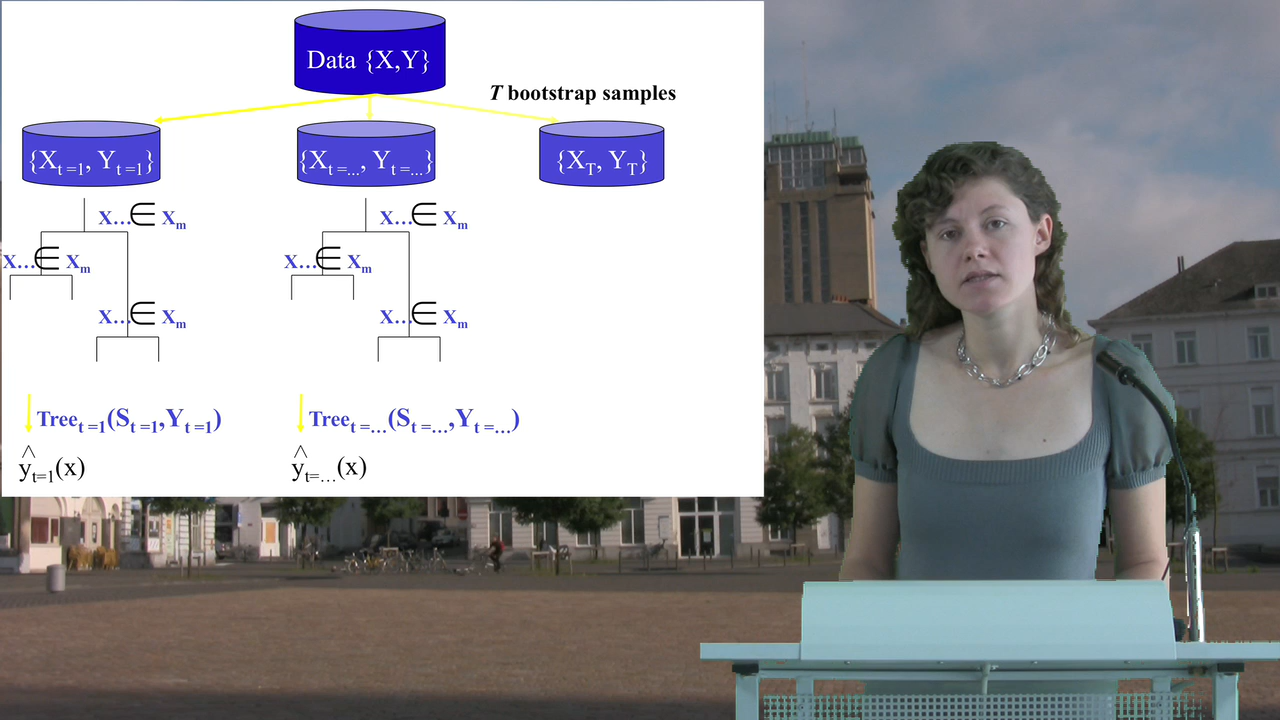 Data {X,Y}
T bootstrap samples
{Xt =1, Yt =1}
{Xt =..., Yt =...}
{XT, YT}
X…∈ Xm
X…∈ Xm
X…∈ Xm
X…∈ Xm
X…∈ Xm
X…∈ Xm
Treet =1(St =1,Yt =1)
Treet =…(St =…,Yt =…)
ŷt=1(x)
ŷt=…(x)